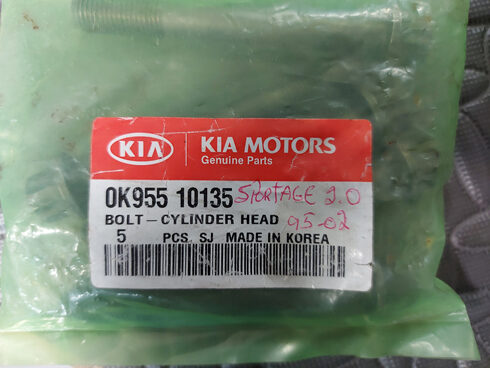 KIA KIA MOTORS
Genuine Parts
0K955 10135 SPORTAGE 2.0
BOLT-CYLINDER HEAD 95-02
5 PCS SJ MADE IN KOREA